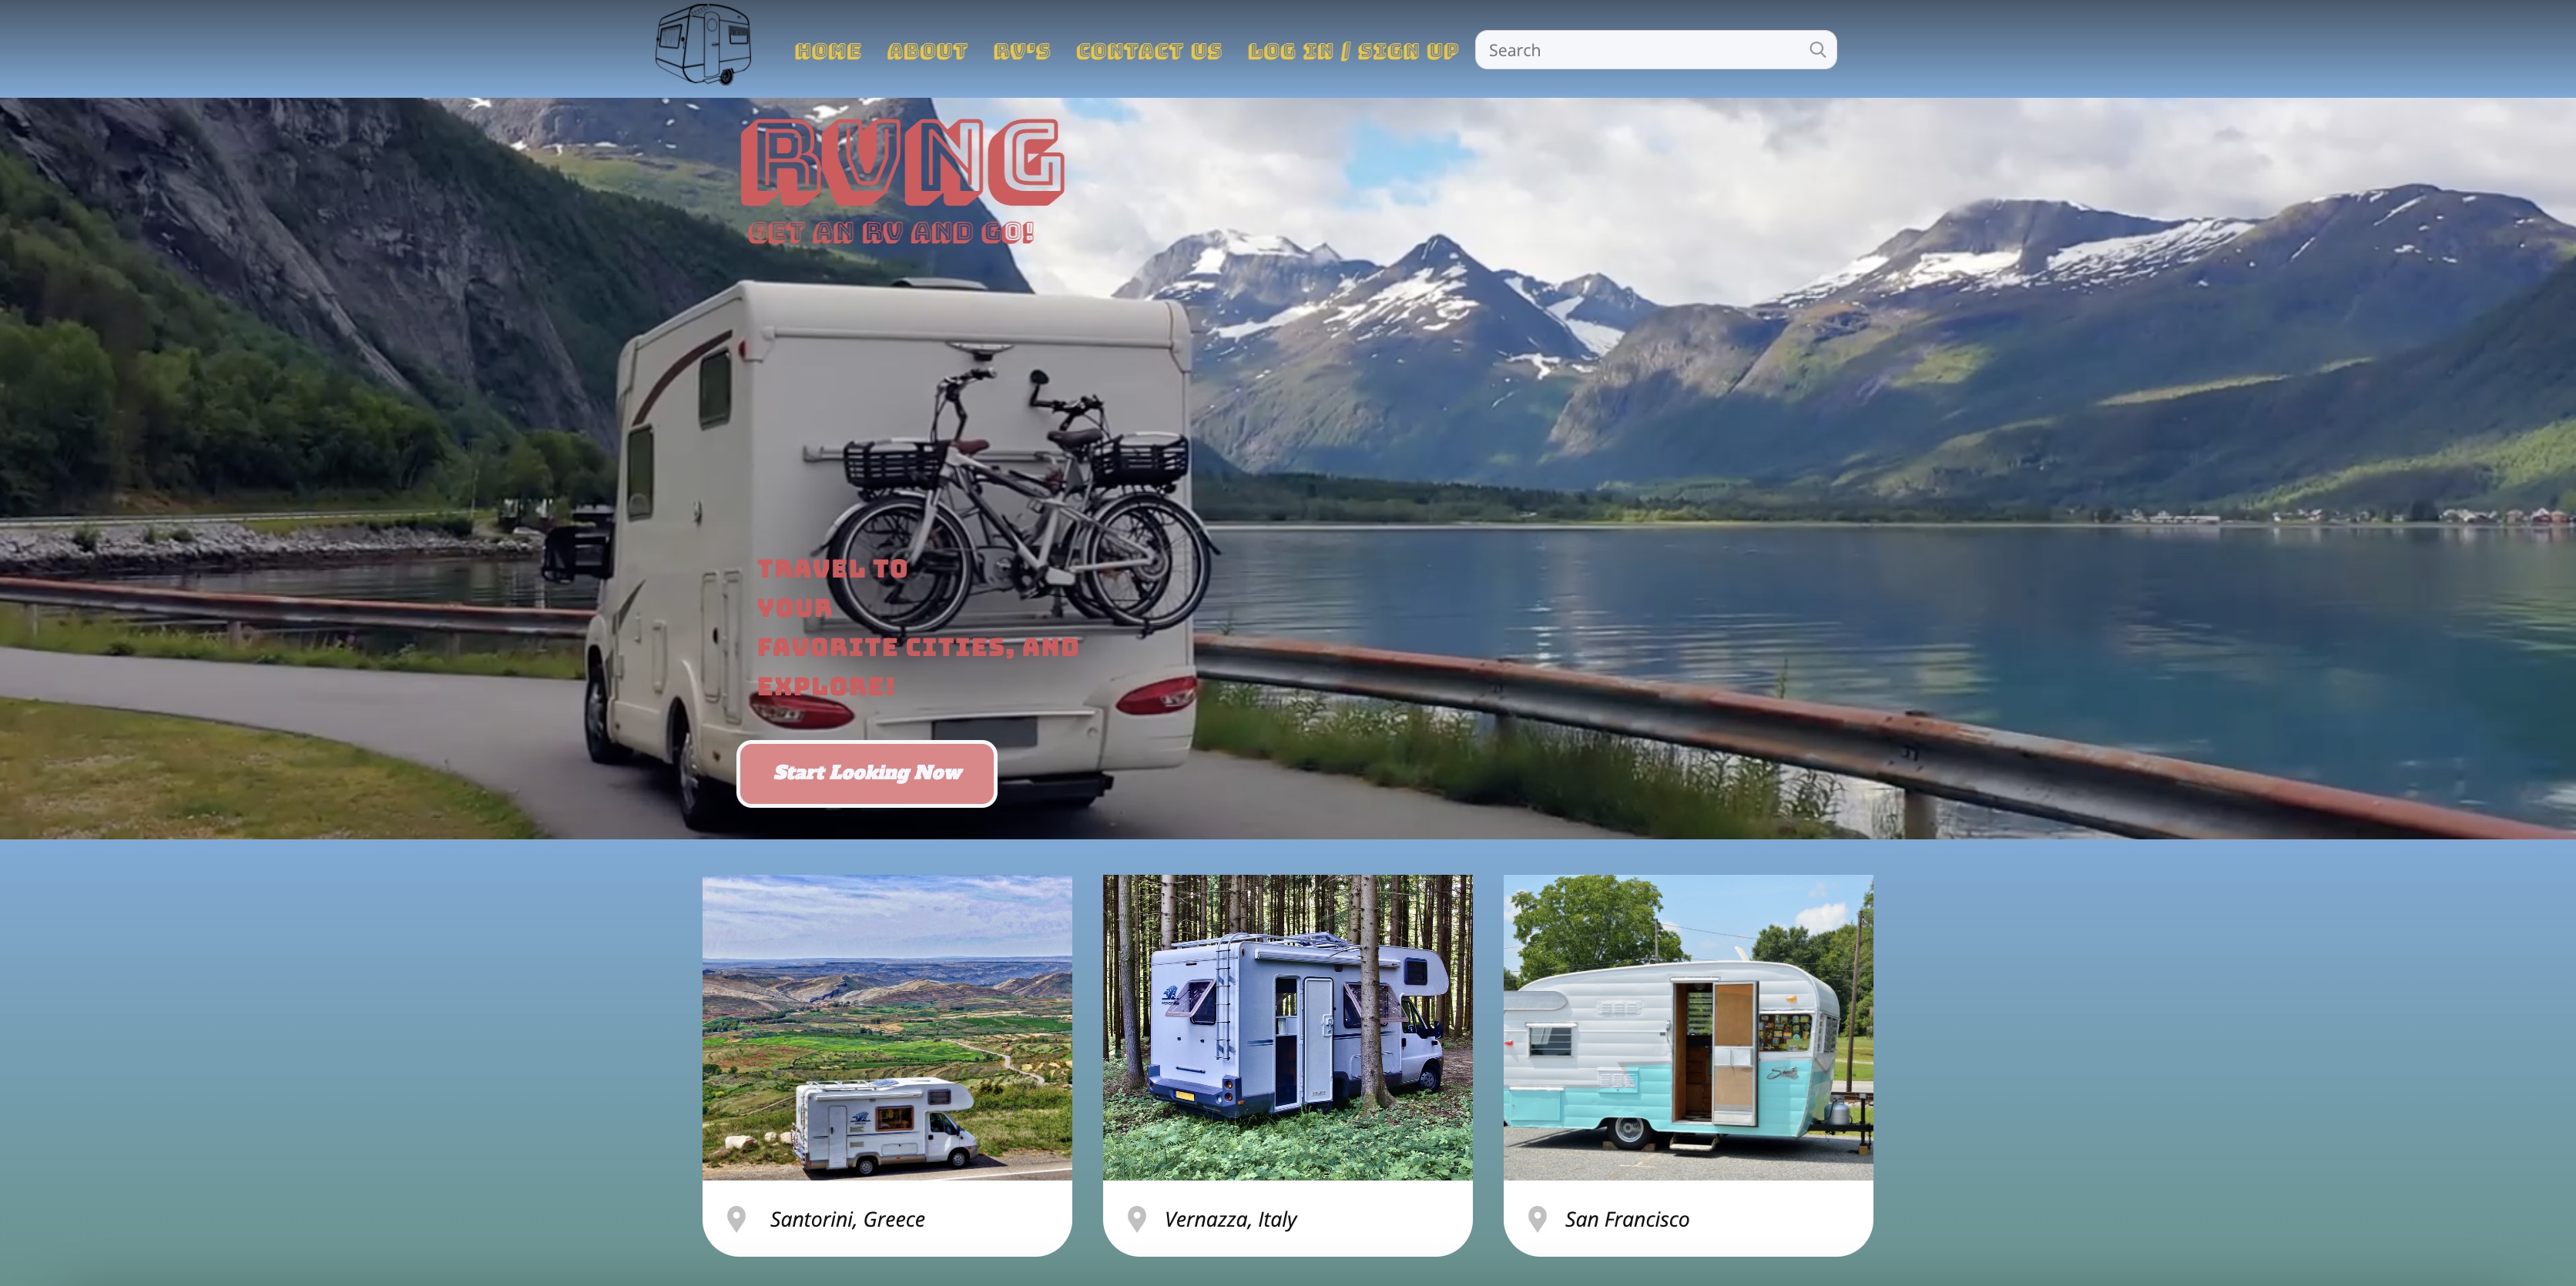 HOME
ABOUT
RV'S
CONTACT US
LOG IN / SIGN UP
Search
RVNG
GET AN RV AND GO!
TRAVEL TO
YOUR
FAVORITE CITIES, AND
EXPLORE!
Start Looking Now
Santorini, Greece
Vernazza, Italy
San Francisco